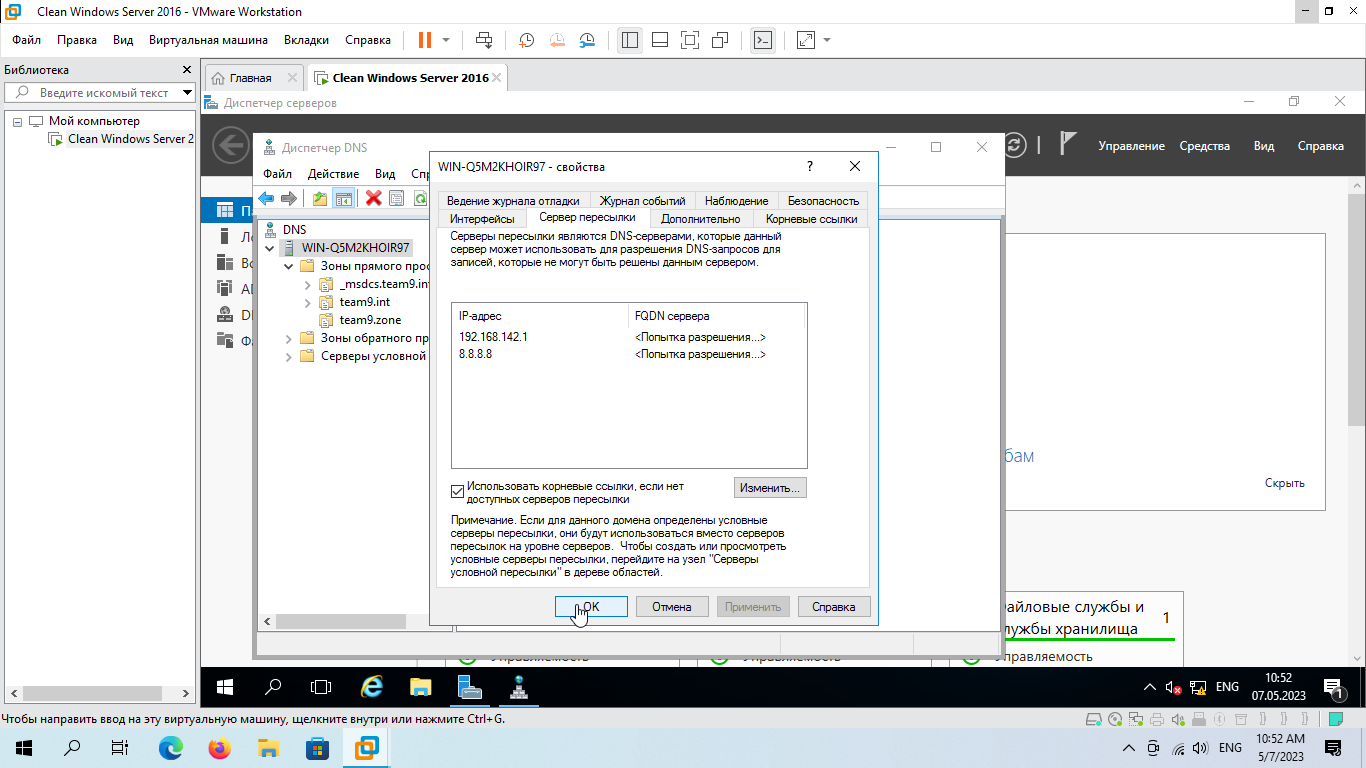 Clean Windows Server 2016 - VMware Workstation
Файл Правка Вид Виртуальная машина Вкладки Справка
Библиотека
Введите искомый текст
Мой компьютер
Clean Windows Server 2
Главная
Clean Windows Server 2016
Диспетчер серверов
Управление Средства Вид Справка
Диспетчер DNS
Файл Действие Вид
DNS
WIN-Q5M2KHOIR97
Зоны прямого прос
_msdcs.team9.in
team9.int
team9.zone
Зоны обратного пр
Серверы условной
WIN-Q5M2KHOIR97 - свойства
?
Ведение журнала отладки Журнал событий Наблюдение Безопасность
Интерфейсы Сервер пересылки Дополнительно Корневые ссылки
Серверы пересылки являются DNS-серверами, которые данный
сервер может использовать для разрешения DNS-запросов для
записей, которые не могут быть решены данным сервером.
IP-адрес FQDN сервера
192.168.142.1 <Попытка разрешения...>
8.8.8.8 <Попытка разрешения...>
Использовать корневые ссылки, если нет
доступных серверов пересылки
Изменить...
Примечание. Если для данного домена определены условные
серверы пересылки, они будут использоваться вместо серверов
пересылок на уровне серверов. Чтобы создать или просмотреть
условные серверы пересылки, перейдите на узел "Серверы
условной пересылки" в дереве областей.
OK Отмена Применить Справка
бам
Скрыть
айловые службы и
лужбы хранилища
1
Управляемость Управляемость Управляемость
ENG
10:52
07.05.2023
1
Чтобы направить ввод на эту виртуальную машину, щелкните внутри или нажмите Ctrl+G.
ENG
10:52 AM
5/7/2023